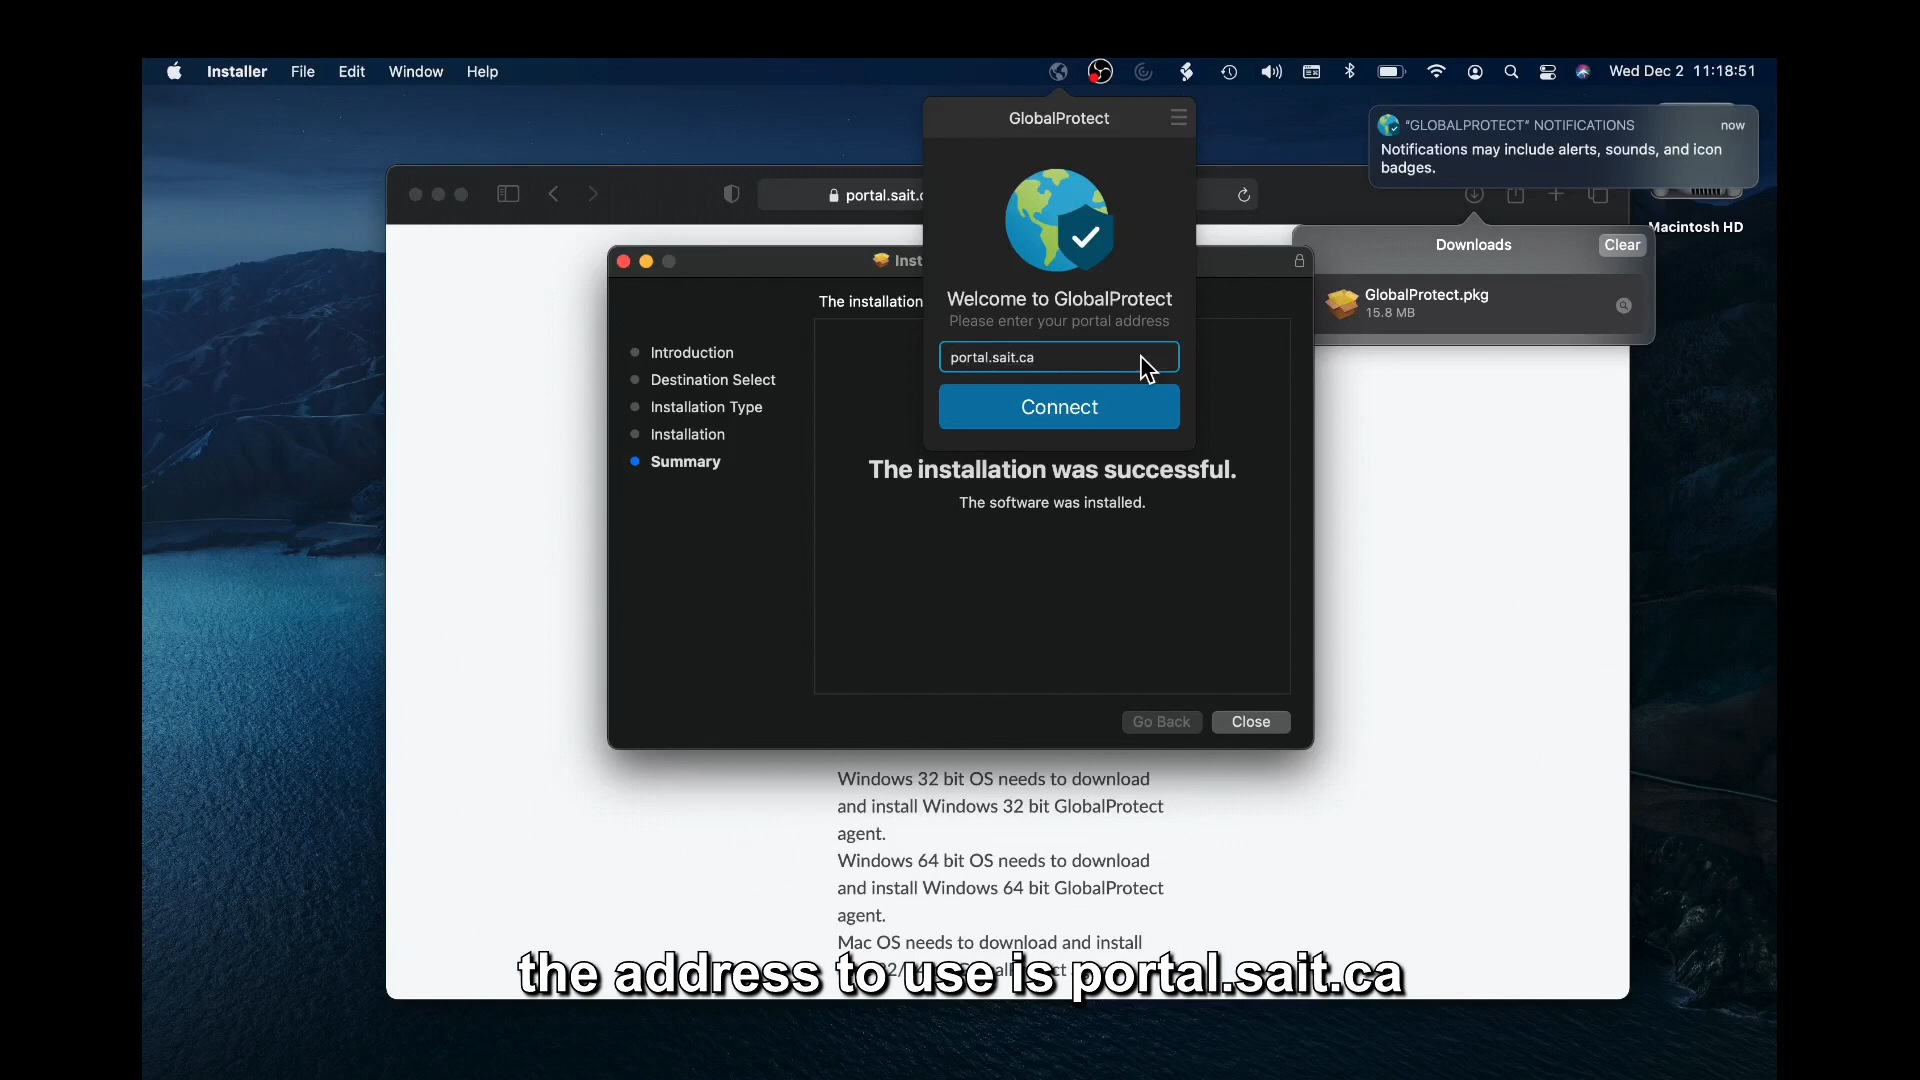 Installer File Edit Window Help
Wed Dec 2 11:18:51
GlobalProtect
"GLOBALPROTECT" NOTIFICATIONS now
Notifications may include alerts, sounds, and icon
badges.
portal.sait.
Macintosh HD
Downloads Clear
GlobalProtect.pkg
15.8 MB
Inst
The installation
Welcome to GlobalProtect
Please enter your portal address
portal.sait.ca
Connect
Introduction
Destination Select
Installation Type
Installation
Summary
The installation was successful.
The software was installed.
Go Back Close
Windows 32 bit OS needs to download
and install Windows 32 bit GlobalProtect
agent.
Windows 64 bit OS needs to download
and install Windows 64 bit GlobalProtect
agent.
Mac OS needs to download and install
the address to use is portal.sait.ca